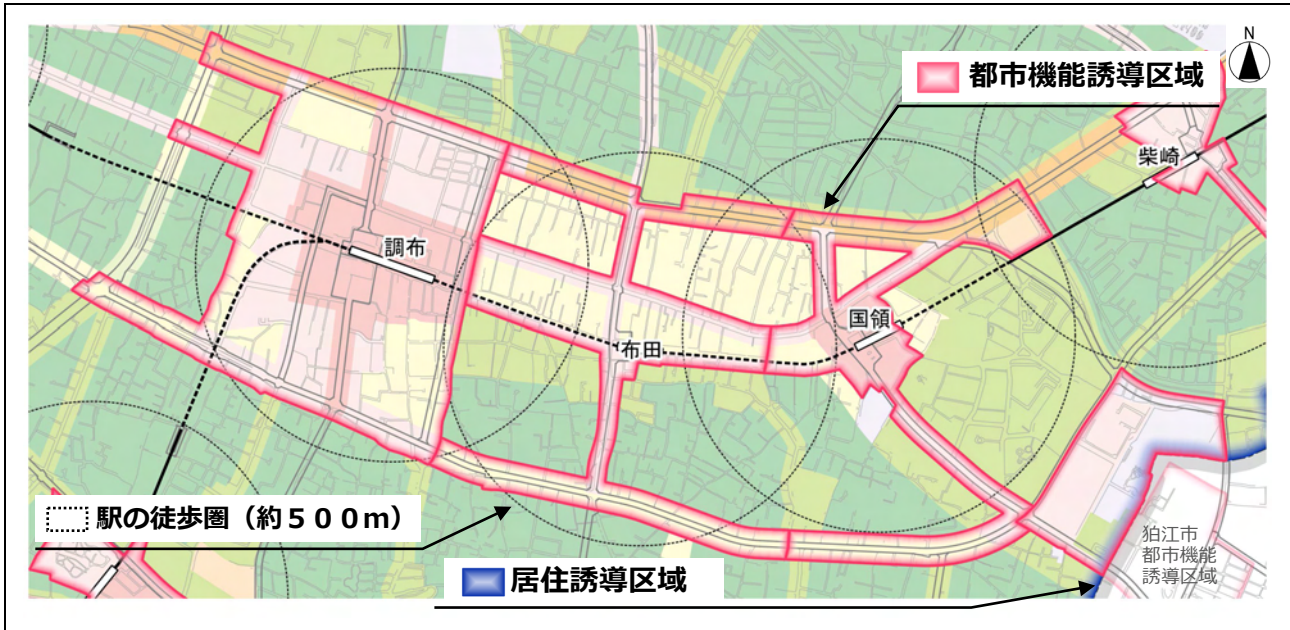 N
都市機能誘導区域
柴崎
調布
国領
布田
駅の徒歩圏（約５００ｍ）
狛江市
都市機能
誘導区域
居住誘導区域